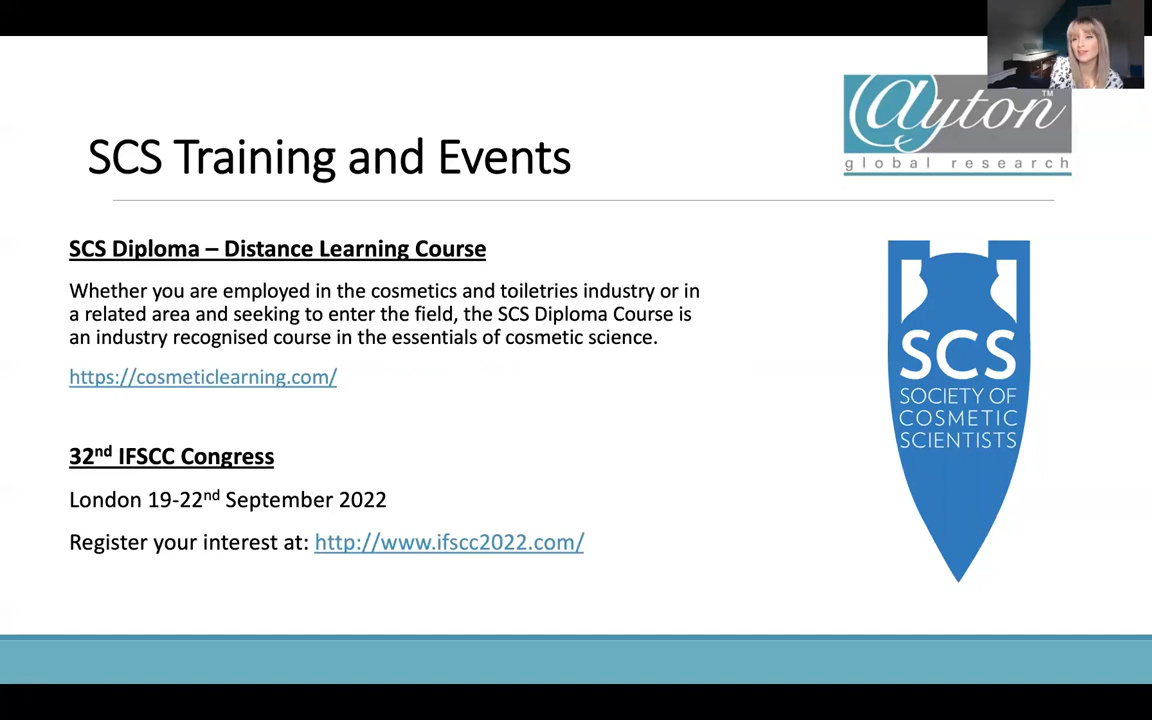 @yton™
global research
SCS Training and Events
SCS Diploma – Distance Learning Course
Whether you are employed in the cosmetics and toiletries industry or in
a related area and seeking to enter the field, the SCS Diploma Course is
an industry recognised course in the essentials of cosmetic science.
https://cosmeticlearning.com/
32nd IFSCC Congress
London 19-22nd September 2022
Register your interest at: http://www.ifscc2022.com/
SCS
SOCIETY OF
COSMETIC
SCIENTISTS